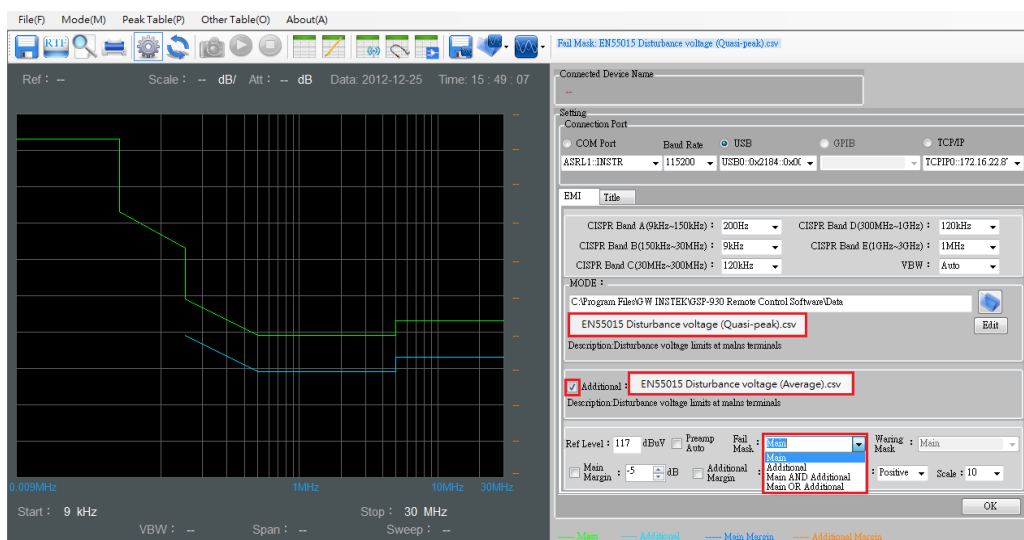 File(F) Mode(M) Peak Table(P) Other Table(O) About(A)
RTF
Fail Mask: EN55015 Disturbance voltage (Quasi-peak).csv
Ref : -- Scale : -- dB/ Att : -- dB Data: 2012-12-25 Time: 15 : 49 : 07
0.009MHz 1MHz 10MHz 30MHz
Start : 9 kHz Stop : 30 MHz
VBW : -- Span : -- Sweep : --
Connected Device Name
--
Setting
Connection Port
COM Port Baud Rate USB GPIB TCP/IP
ASRL1::INSTR 115200 USB0::0x2184::0x00 TCPIP0::172.16.22.8
EMI Title
CISPR Band A(9kHz~150kHz) : 200Hz CISPR Band D(300MHz~1GHz) : 120kHz
CISPR Band B(150kHz~30MHz) : 9kHz CISPR Band E(1GHz~3GHz) : 1MHz
CISPR Band C(30MHz~300MHz) : 120kHz VBW : Auto
MODE :
C:\Program Files\GW INSTEK\GSP-930 Remote Control Software\Data
EN55015 Disturbance voltage (Quasi-peak).csv Edit
Description:Disturbance voltage limits at malns terminals
Additional : EN55015 Disturbance voltage (Average).csv
Description:Disturbance voltage limits at malns terminals
Ref Level : 117 dBuV Preamp Auto Fail Mask : Main Waring Mask : Main
Main
Additional
Main AND Additional
Main OR Additional
Main Margin : -5 dB Additional Margin : : Positive Scale : 10
OK
----- Main ----- Additional ----- Main Margin ----- Additional Margin